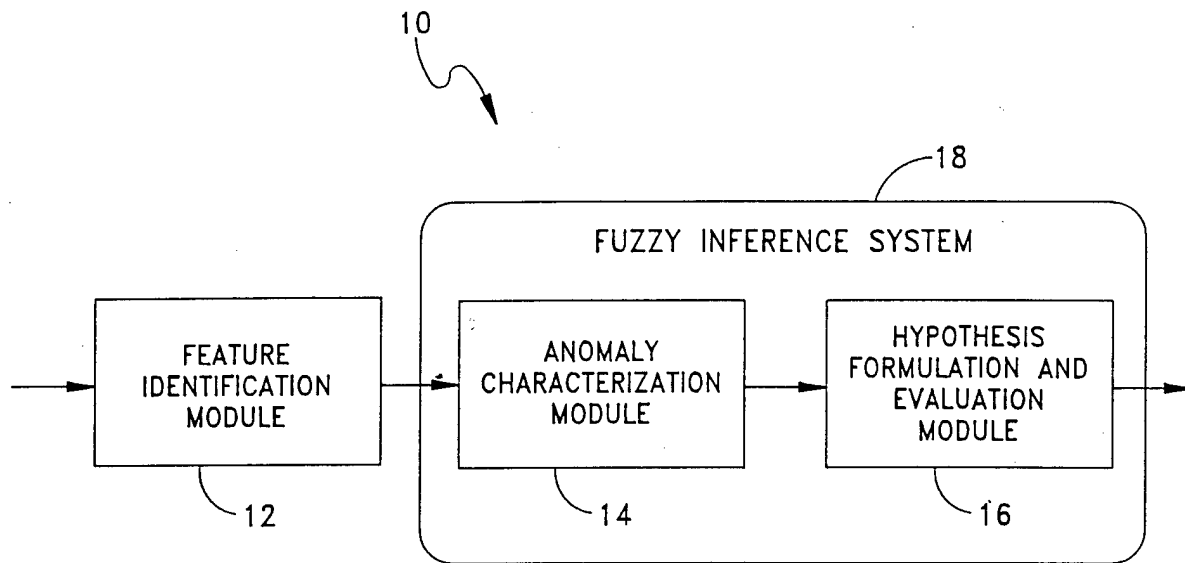 10
18
FUZZY INFERENCE SYSTEM
FEATURE
IDENTIFICATION
MODULE
ANOMALY
CHARACTERIZATION
MODULE
HYPOTHESIS
FORMULATION AND
EVALUATION
MODULE
12
14
16